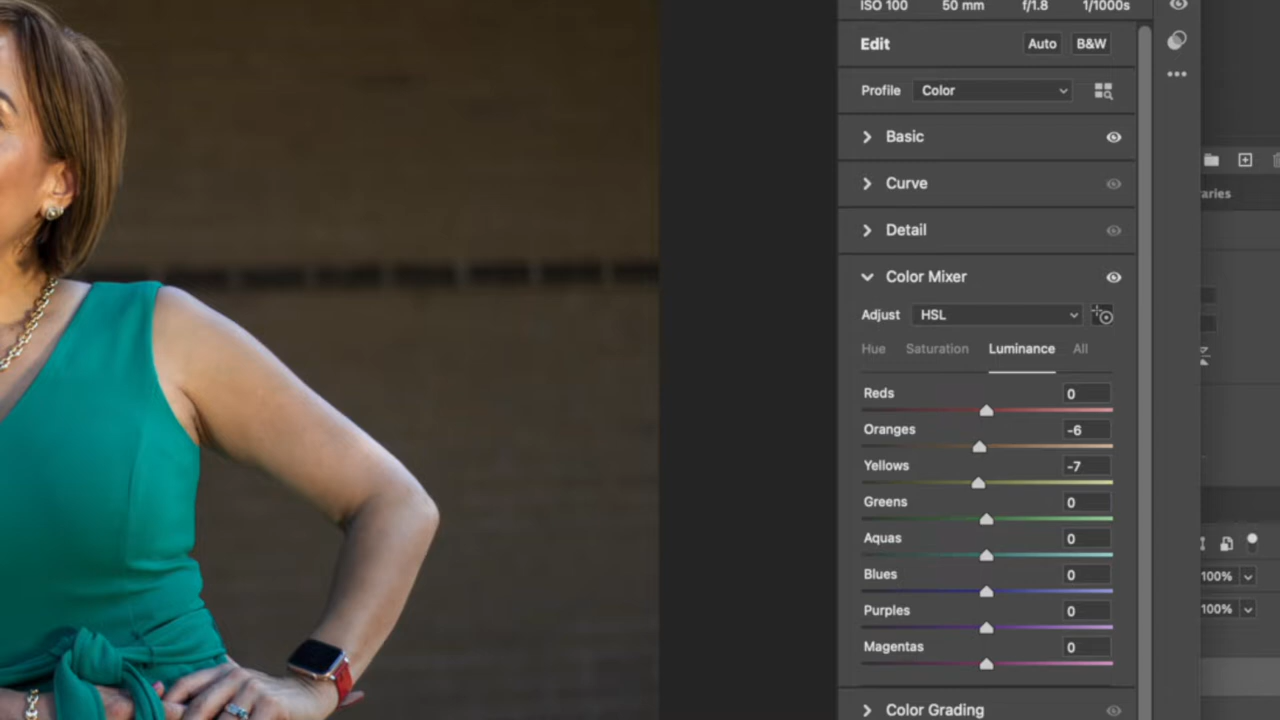 ISO 100 50 mm f/1.8 1/1000s
Edit Auto B&W
Profile Color
Basic
Curve
Detail
Color Mixer
Adjust HSL
Hue Saturation Luminance All
Reds 0
Oranges -6
Yellows -7
Greens 0
Aquas 0
Blues 0
Purples 0
Magentas 0
Color Grading
aries
100%
100%